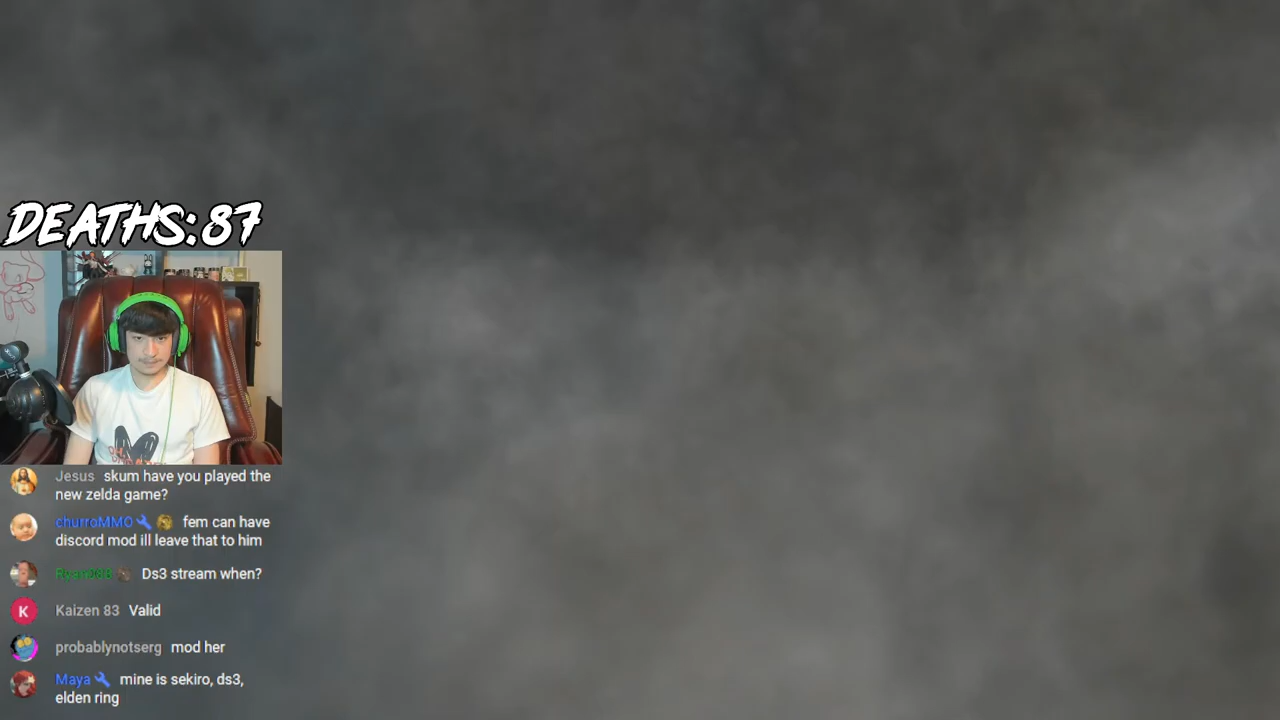 DEATHS:87
Jesus skum have you played the
new zelda game?
churroMMO fem can have
discord mod ill leave that to him
Ds3 stream when?
K Kaizen 83 Valid
probablynotserg mod her
Maya mine is sekiro, ds3,
elden ring